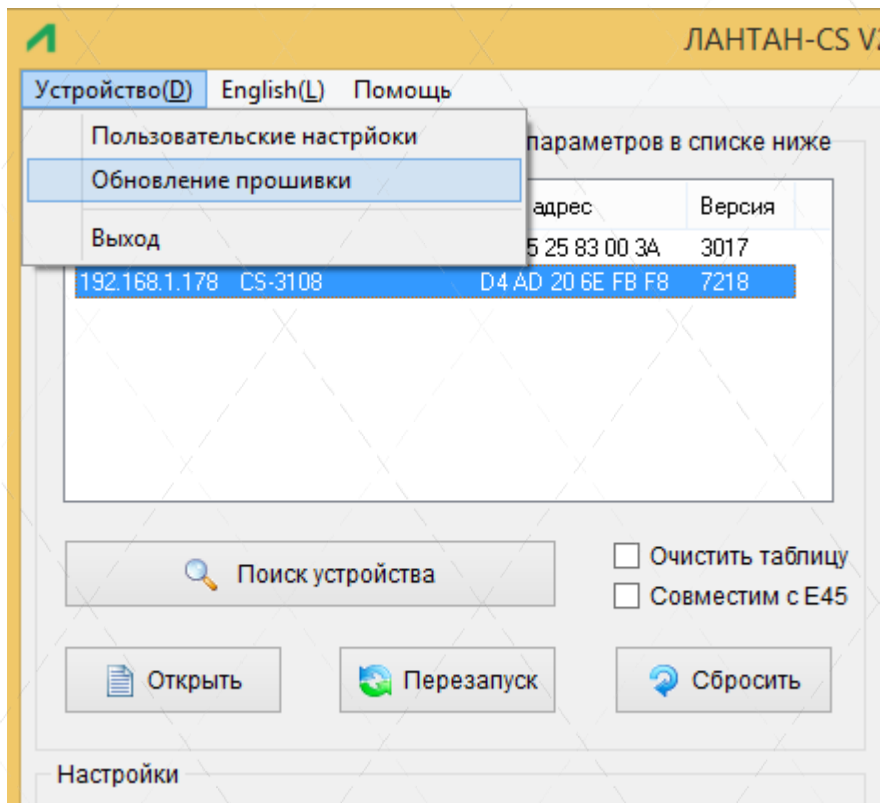 ЛАНТАН-CS V2
Устройство(D) English(L) Помощь
Пользовательские настрйоки
параметров в списке ниже
Обновление прошивки
адрес Версия
Выход
5 25 83 00 3A 3017
192.168.1.178 CS-3108 D4 AD 20 6E FB F8 7218
Поиск устройства
Очистить таблицу
Совместим с E45
Открыть Перезапуск Сбросить
Настройки